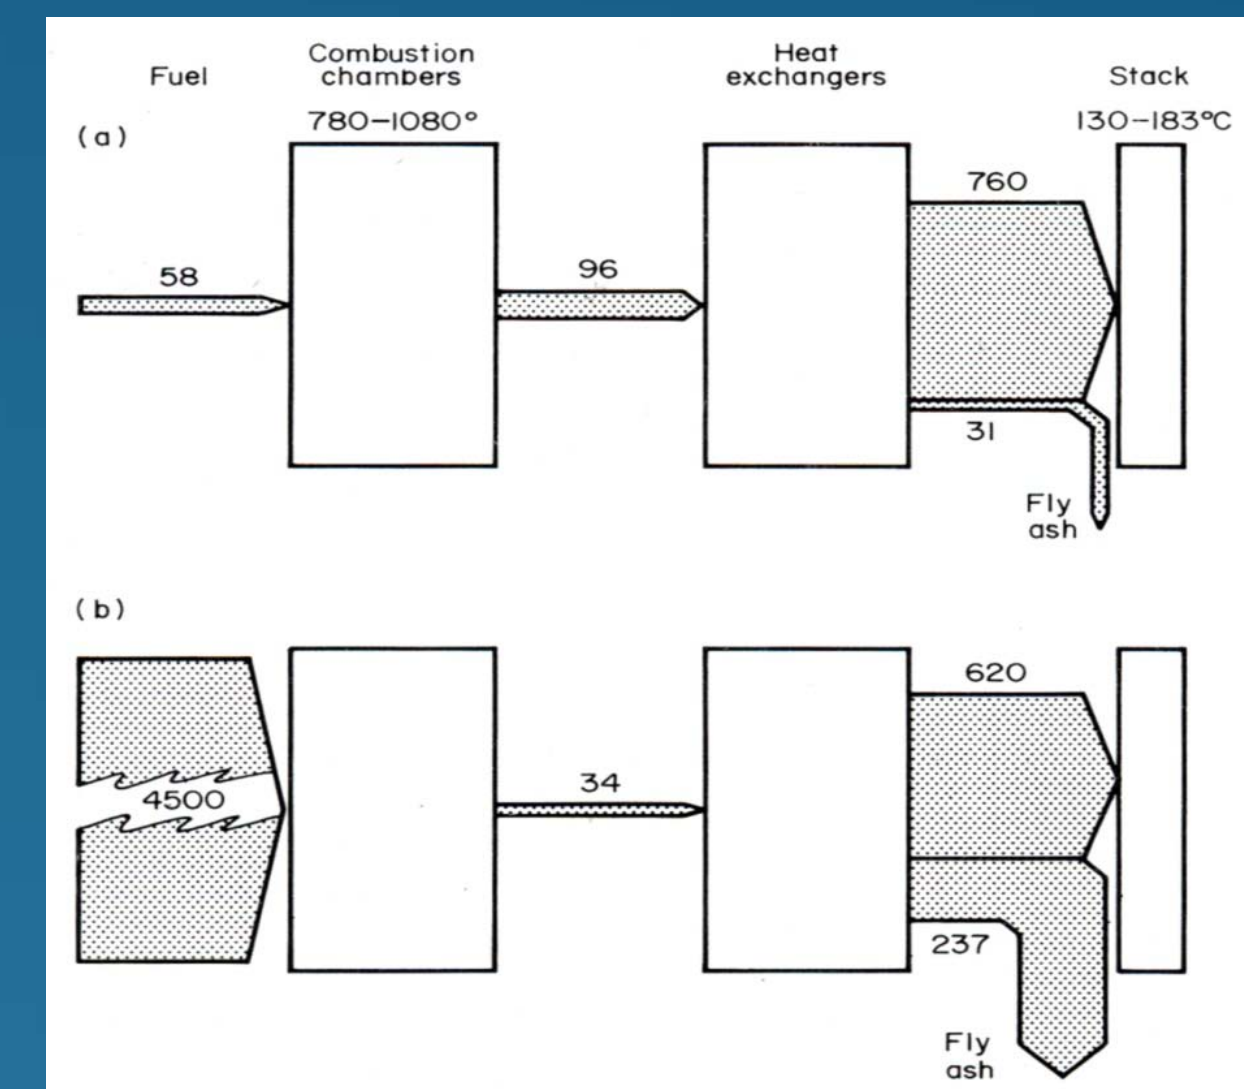 Fuel
Combustion
chambers
780-1080°
Heat
exchangers
Stack
130-183°C
(a)
58
96
760
31
Fly
ash
(b)
4500
34
620
237
Fly
ash